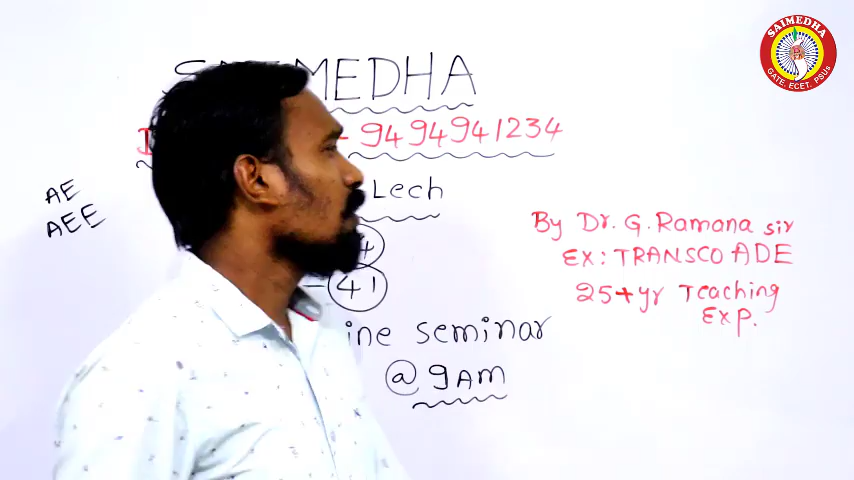 MEDHA
9494941234
Lech
AE
AEE
4
- 41
ine seminar
@ 9AM
By Dr. G. Ramana sir
EX: TRANSCO ADE
25+yr Teaching
Exp.
SAIMEDHA
GATE, ECET, PSUs